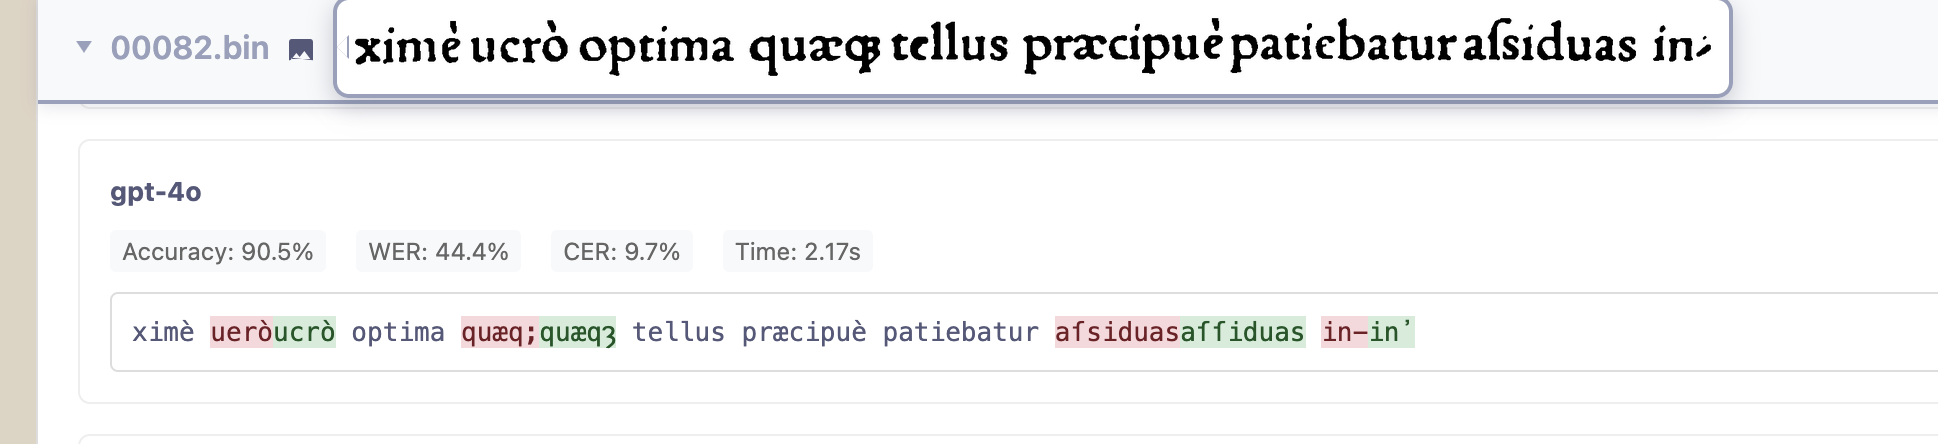 00082.bin ximè ucrò optima quæqꝫ tellus præcipuè patiebatur aſsiduas in-
gpt-4o
Accuracy: 90.5% WER: 44.4% CER: 9.7% Time: 2.17s
ximè ueròucrò optima quæq;quæqʒ tellus præcipuè patiebatur aſsiduasaſſiduas in–in’